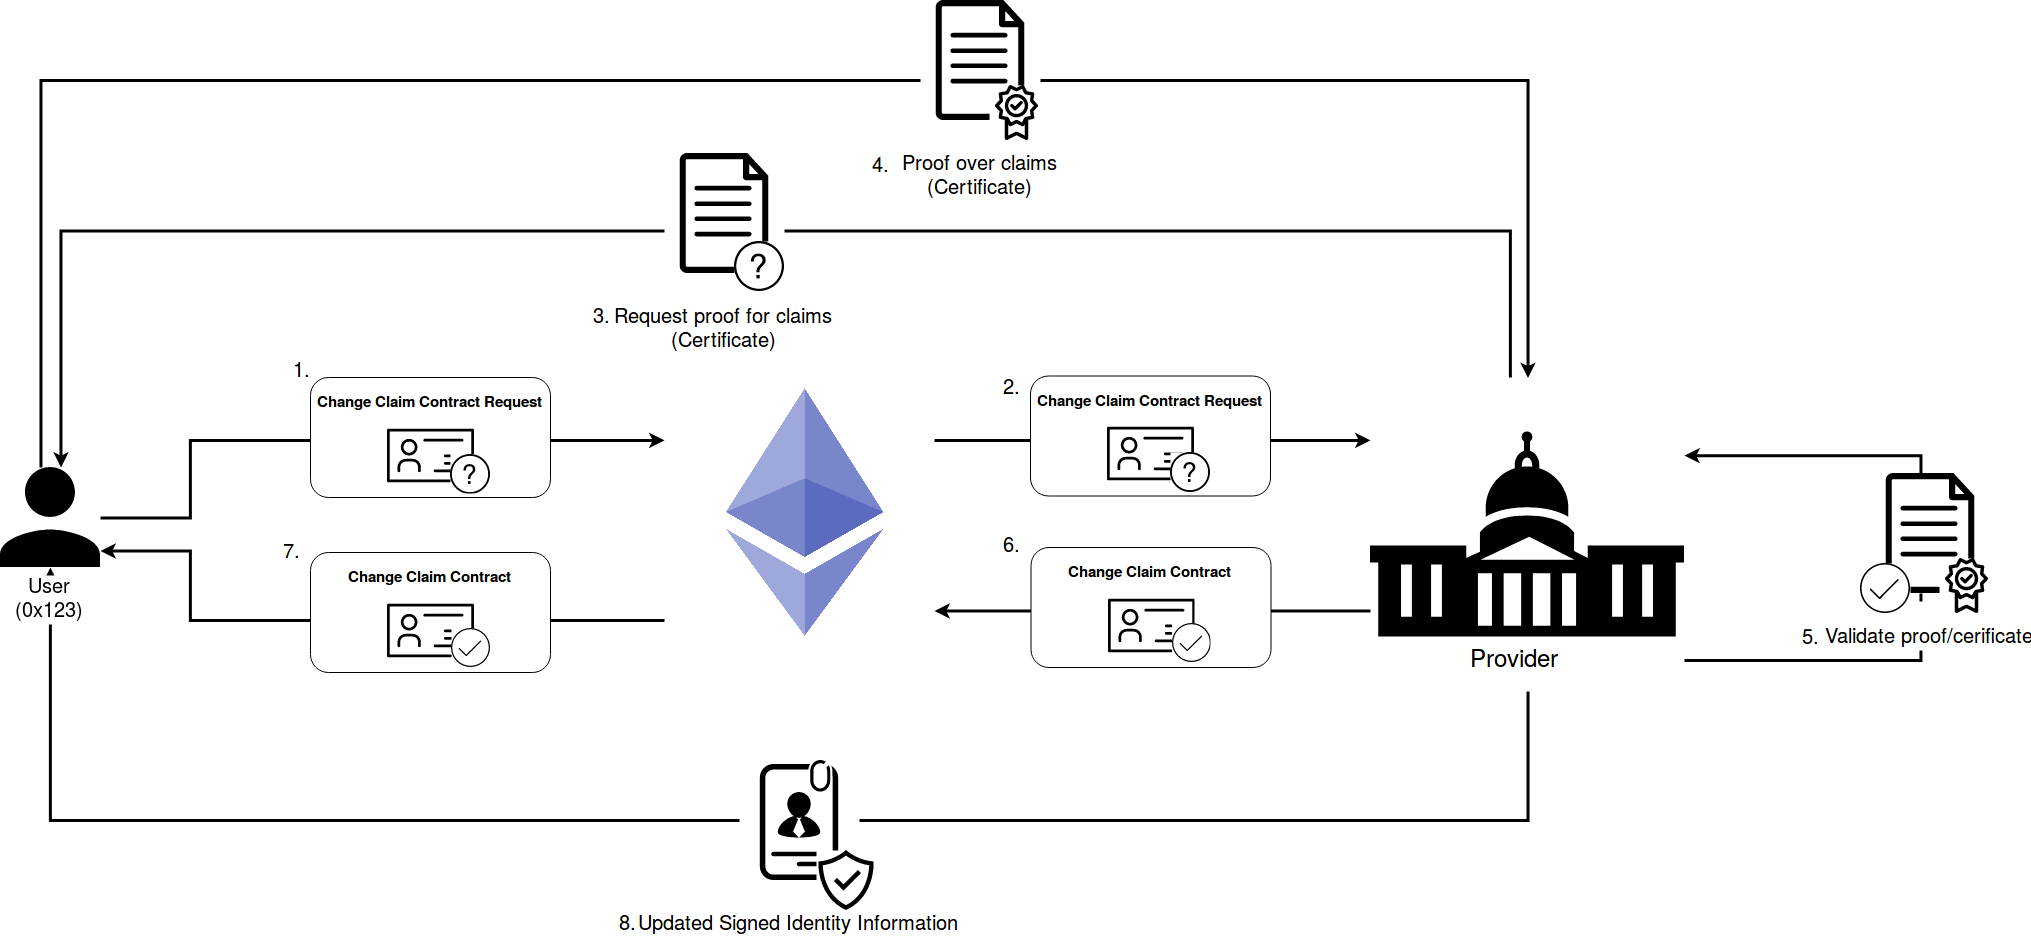 4. Proof over claims
(Certificate)
?
3. Request proof for claims
(Certificate)
1.
Change Claim Contract Request
?
2.
Change Claim Contract Request
?
User
(0x123)
7.
Change Claim Contract
6.
Change Claim Contract
Provider
5. Validate proof/cerificate
8. Updated Signed Identity Information